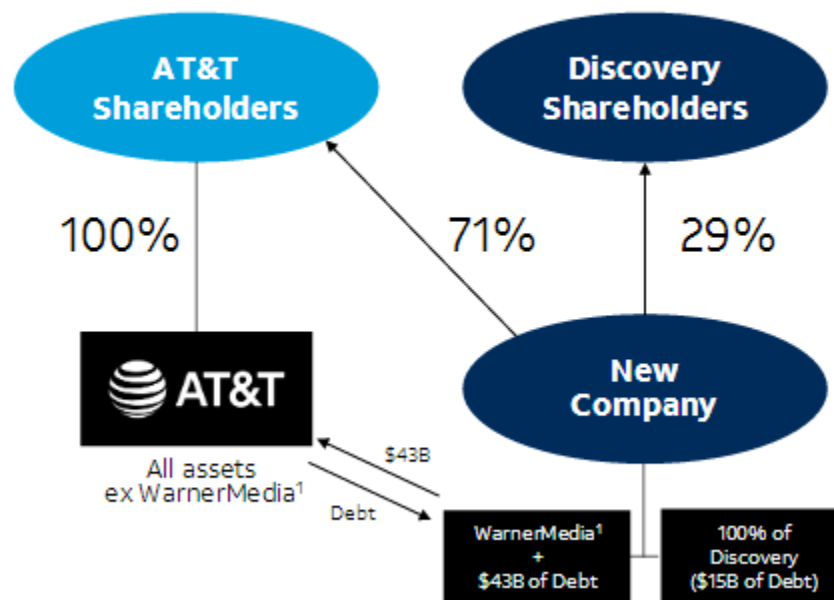 AT&T
Shareholders
Discovery
Shareholders
100%
71%
29%
AT&T
New
Company
All assets
ex WarnerMedia¹
$43B
Debt
WarnerMedia¹
+
$43B of Debt
100% of
Discovery
($15B of Debt)